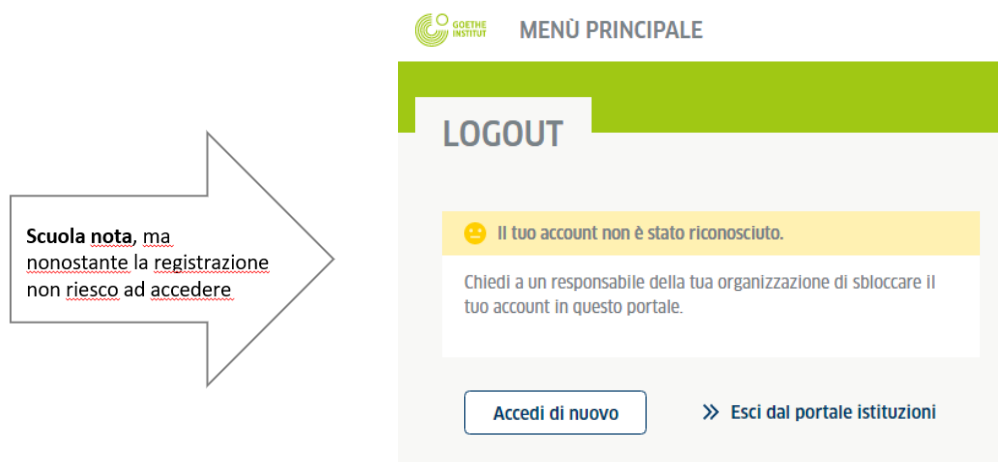 GOETHE
INSTITUT
MENÙ PRINCIPALE
LOGOUT
Scuola nota, ma
nonostante la registrazione
non riesco ad accedere
Il tuo account non è stato riconosciuto.
Chiedi a un responsabile della tua organizzazione di sbloccare il
tuo account in questo portale.
Accedi di nuovo
Esci dal portale istituzioni